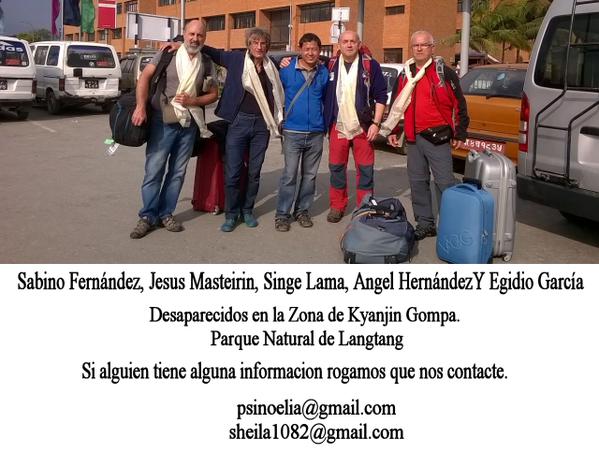 Sabino Fernández, Jesus Masteirin, Singe Lama, Angel HernándezY Egidio García
Desaparecidos en la Zona de Kyanjin Gompa.
Parque Natural de Langtang
Si alguien tiene alguna informacion rogamos que nos contacte.
psinoelia@gmail.com
sheila1082@gmail.com